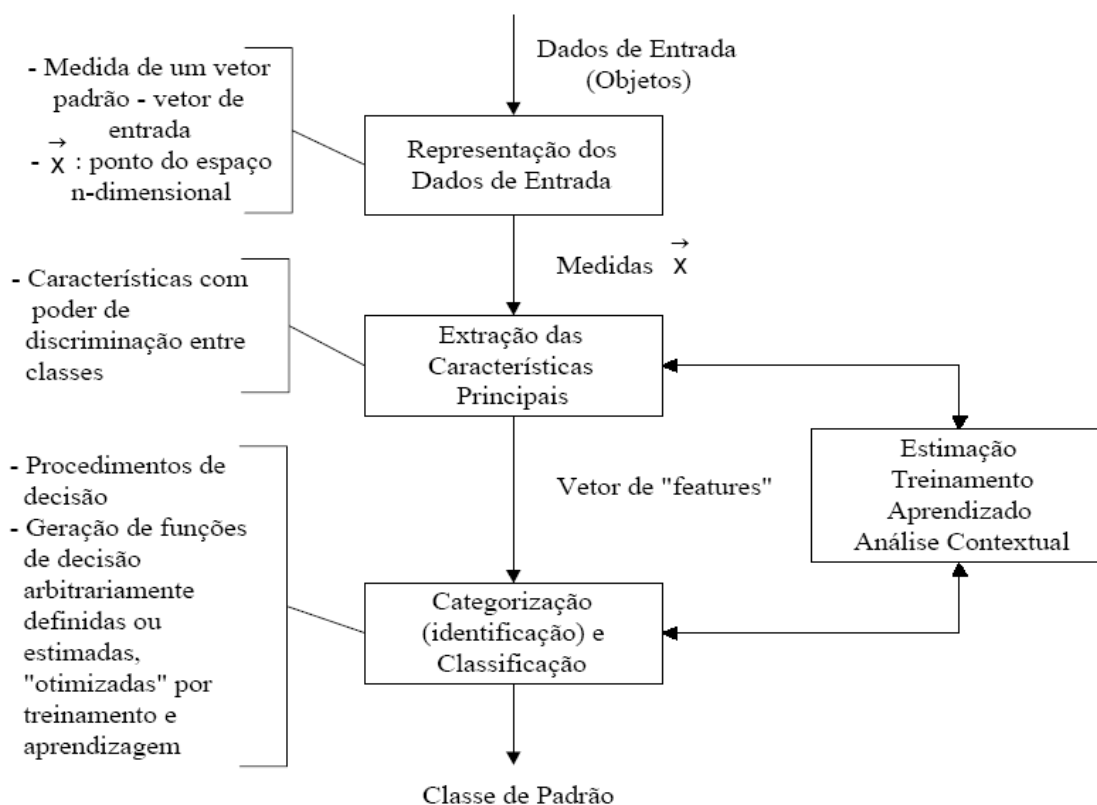 Dados de Entrada
(Objetos)
- Medida de um vetor
padrão - vetor de
entrada
- x : ponto do espaço
n-dimensional
Representação dos
Dados de Entrada
Medidas x
- Características com
poder de
discriminação entre
classes
Extração das
Características
Principais
Estimação
Treinamento
Aprendizado
Análise Contextual
Vetor de "features"
- Procedimentos de
decisão
- Geração de funções
de decisão
arbitrariamente
definidas ou
estimadas,
"otimizadas" por
treinamento e
aprendizagem
Categorização
(identificação) e
Classificação
Classe de Padrão